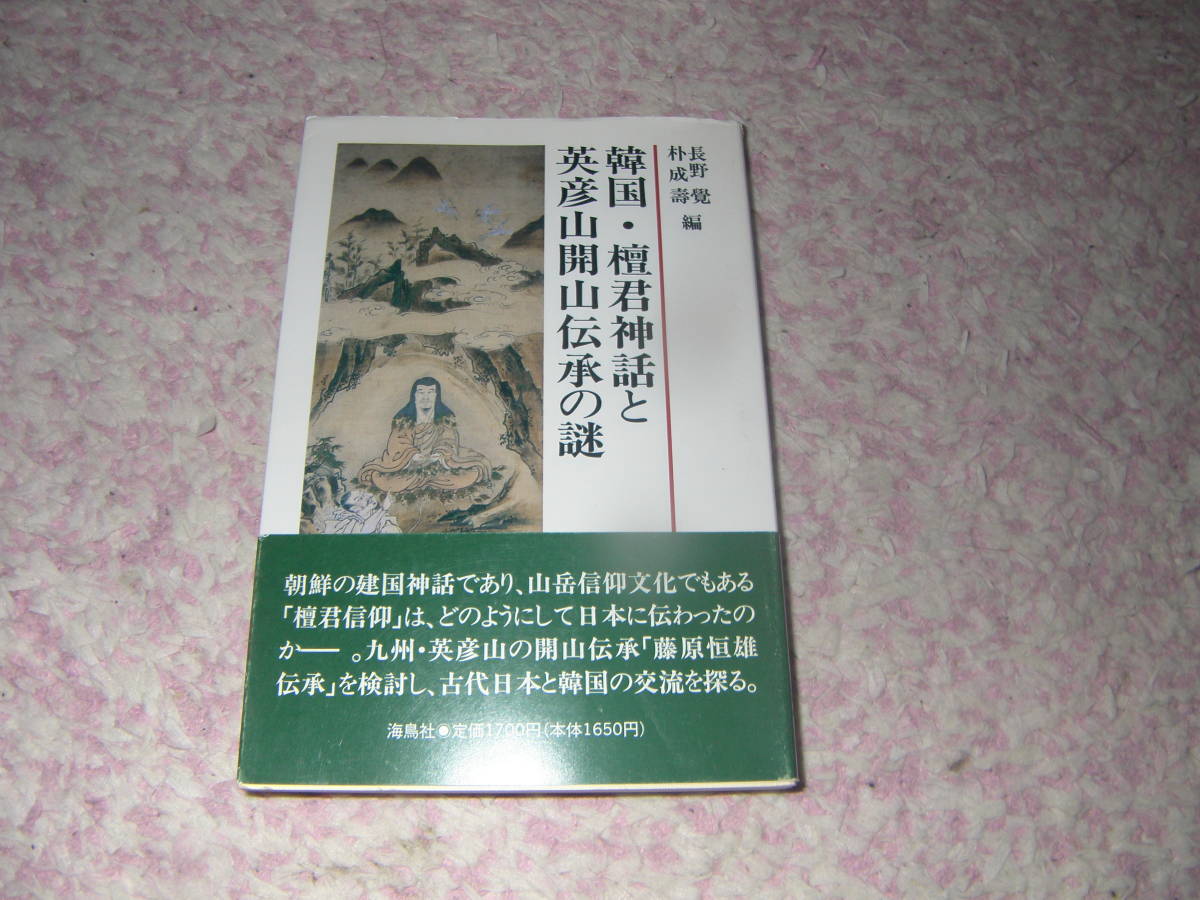 長野 覺
朴 成壽 編
韓国・檀君神話と
英彦山開山伝承の謎
朝鮮の建国神話であり、山岳信仰文化でもある
「檀君信仰」は、どのようにして日本に伝わったの
か━━。九州・英彦山の開山伝承「藤原恒雄
伝承」を検討し、古代日本と韓国の交流を探る。
海鳥社●定価1700円(本体1650円)